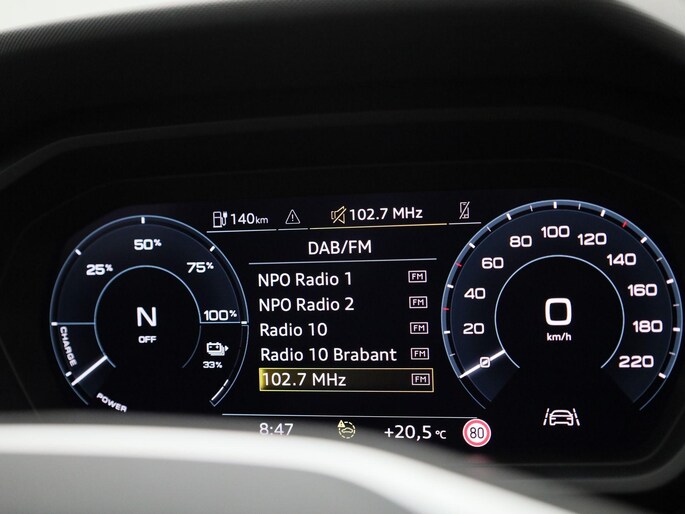 140km
102.7 MHz
DAB/FM
NPO Radio 1 FM
NPO Radio 2 FM
Radio 10 FM
Radio 10 Brabant FM
102.7 MHz FM
8:47
+20,5 °C
80
25%
50%
75%
100%
N
OFF
33%
CHARGE
POWER
0
20
40
60
80
100
120
140
160
180
220
0
km/h